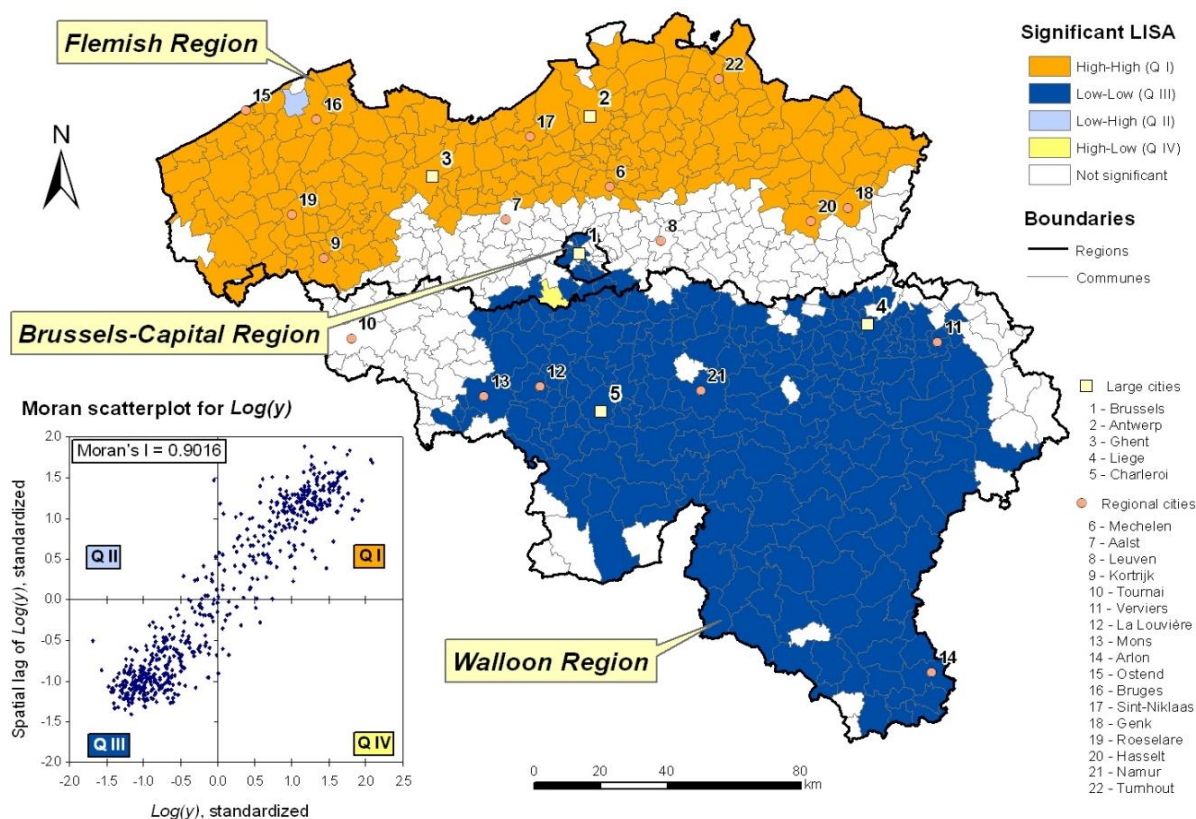 Flemish Region
15
16
22
2
17
3
6
19
7
18
20
9
8
1
N
Brussels-Capital Region
10
4
11
12
13
21
5
Walloon Region
14
Significant LISA
High-High (Q I)
Low-Low (Q III)
Low-High (Q II)
High-Low (Q IV)
Not significant
Boundaries
Regions
Communes
Large cities
1 - Brussels
2 - Antwerp
3 - Ghent
4 - Liege
5 - Charleroi
Regional cities
6 - Mechelen
7 - Aalst
8 - Leuven
9 - Kortrijk
10 - Tournai
11 - Verviers
12 - La Louvière
13 - Mons
14 - Arlon
15 - Ostend
16 - Bruges
17 - Sint-Niklaas
18 - Genk
19 - Roeselare
20 - Hasselt
21 - Namur
22 - Turnhout
Moran scatterplot for Log(y)
Moran's I = 0.9016
Spatial lag of Log(y), standardized
2.0
1.5
1.0
0.5
0.0
-0.5
-1.0
-1.5
-2.0
Q II
Q I
Q III
Q IV
-2.0 -1.5 -1.0 -0.5 0.0 0.5 1.0 1.5 2.0 2.5
Log(y), standardized
0 20 40 60 80
km